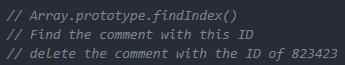 // Array.prototype.findIndex()
// Find the comment with this ID
// delete the comment with the ID of 823423